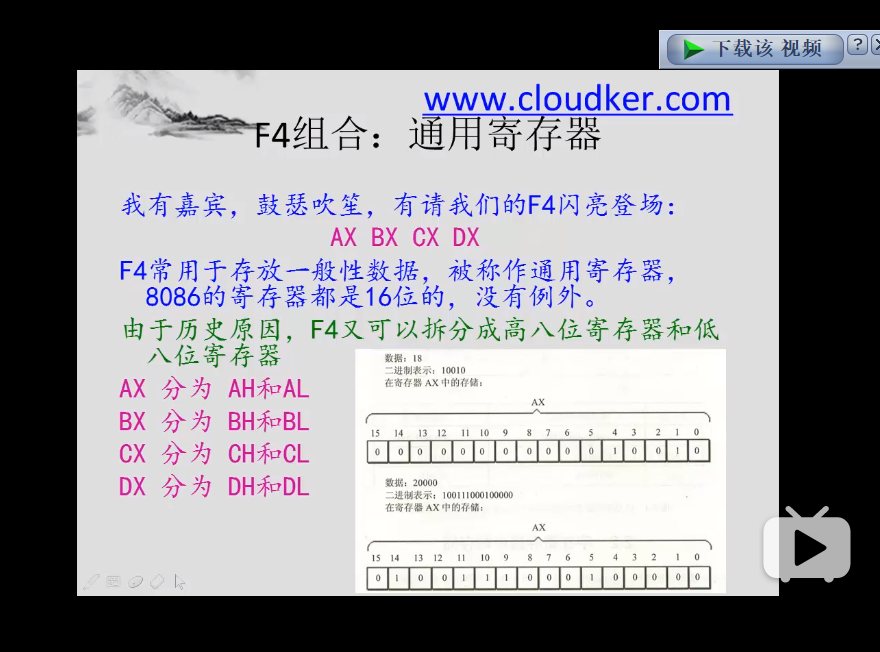 下载该 视频
?
www.cloudker.com
F4组合：通用寄存器
我有嘉宾，鼓瑟吹笙，有请我们的F4闪亮登场：
AX BX CX DX
F4常用于存放一般性数据，被称作通用寄存器，
8086的寄存器都是16位的，没有例外。
由于历史原因，F4又可以拆分成高八位寄存器和低
八位寄存器
AX 分为 AH和AL
BX 分为 BH和BL
CX 分为 CH和CL
DX 分为 DH和DL
数据：18
二进制表示：10010
在寄存器 AX 中的存储：
AX
15 14 13 12 11 10 9 8 7 6 5 4 3 2 1 0
0 0 0 0 0 0 0 0 0 0 0 1 0 0 1 0
数据：20000
二进制表示：100111000100000
在寄存器 AX 中的存储：
AX
15 14 13 12 11 10 9 8 7 6 5 4 3 2 1 0
0 1 0 0 1 1 1 0 0 0 1 0 0 0 0 0